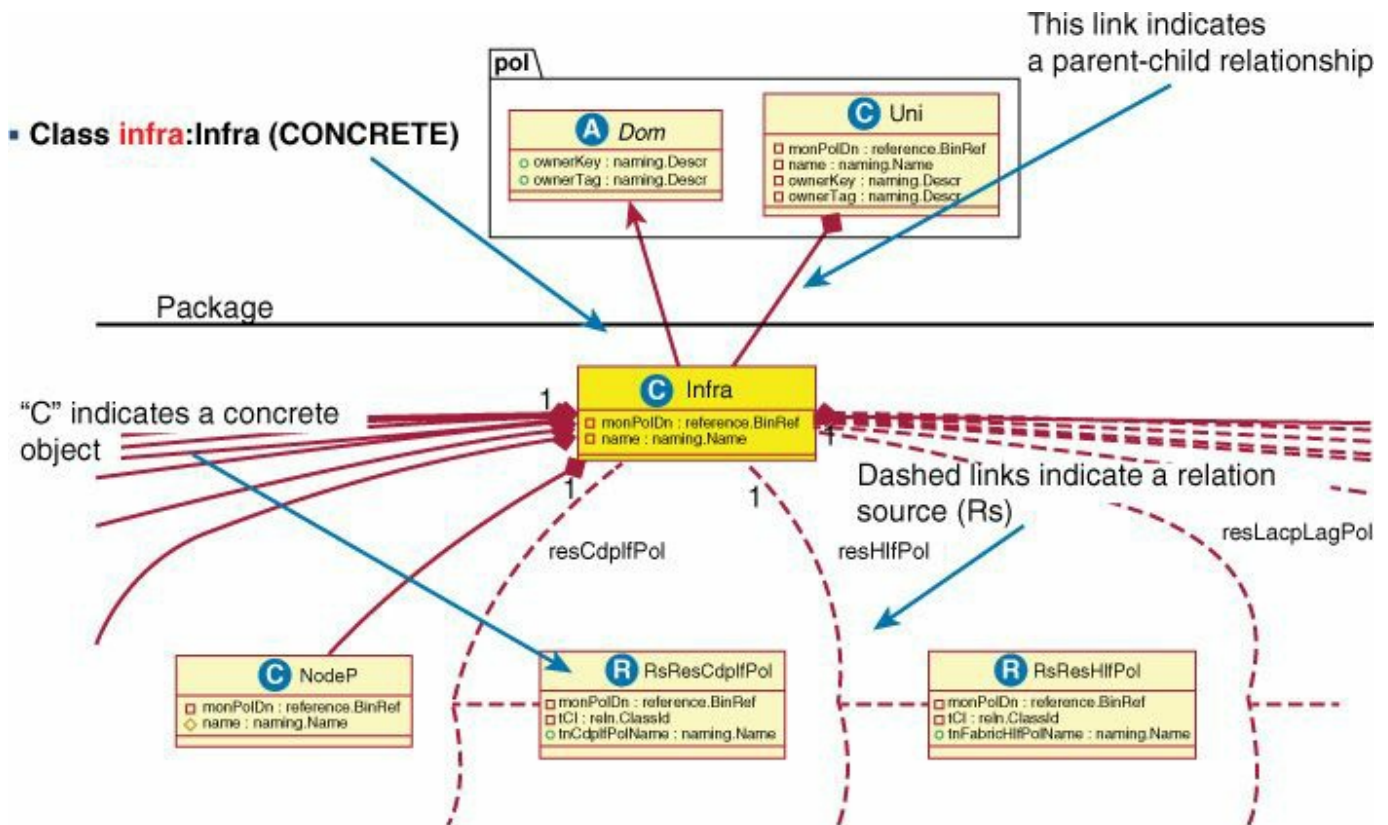 This link indicates
a parent-child relationship
pol
A Dom
ownerKey : naming.Descr
ownerTag : naming.Descr
C Uni
monPolDn : reference.BinRef
name : naming.Name
ownerKey : naming.Descr
ownerTag : naming.Descr
Class infra:Infra (CONCRETE)
Package
C Infra
monPolDn : reference.BinRef
name : naming.Name
1
1
1
1
“C” indicates a concrete
object
Dashed links indicate a relation
source (Rs)
resCdpIfPol
resHIfPol
resLacpLagPol
C NodeP
monPolDn : reference.BinRef
name : naming.Name
R RsResCdpIfPol
monPolDn : reference.BinRef
tCl : reln.ClassId
tnCdpIfPolName : naming.Name
R RsResHIfPol
monPolDn : reference.BinRef
tCl : reln.ClassId
tnFabricHIfPolName : naming.Name